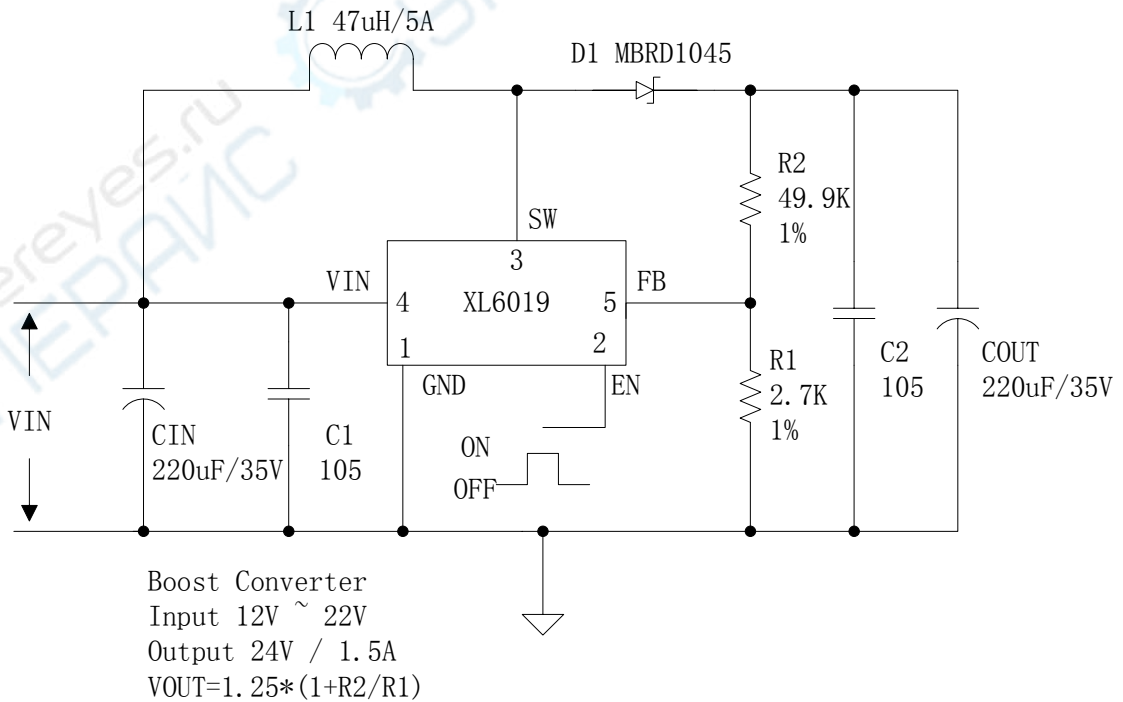 L1 47uH/5A
D1 MBRD1045
R2
49.9K
1%
SW
3
VIN
4
XL6019
5
FB
1
2
GND
EN
R1
2.7K
1%
C2
105
COUT
220uF/35V
VIN
CIN
220uF/35V
C1
105
ON
OFF
Boost Converter
Input 12V ~ 22V
Output 24V / 1.5A
VOUT=1.25*(1+R2/R1)